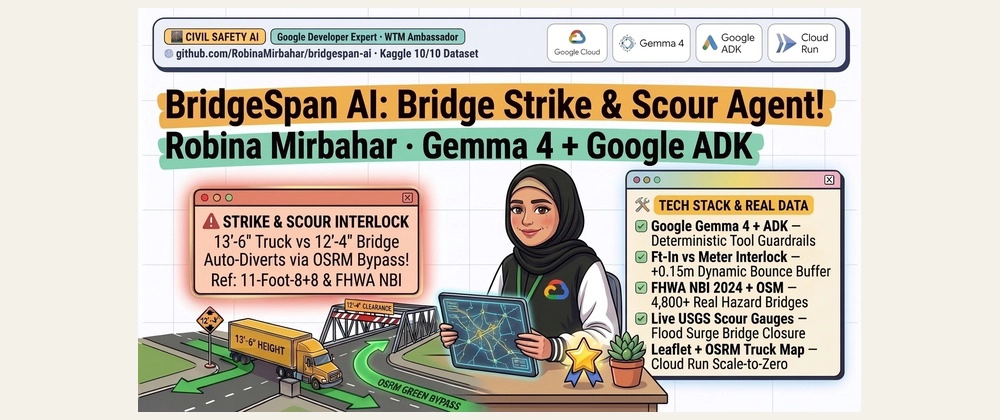 CIVIL SAFETY AI
Google Developer Expert · WTM Ambassador
github.com/RobinaMirbahar/bridgespan-ai · Kaggle 10/10 Dataset
Google Cloud
Gemma 4
Google ADK
Cloud Run
BridgeSpan AI: Bridge Strike & Scour Agent!
Robina Mirbahar · Gemma 4 + Google ADK
STRIKE & SCOUR INTERLOCK
13'-6" Truck vs 12'-4" Bridge
Auto-Diverts via OSRM Bypass!
Ref: 11-Foot-8+8 & FHWA NBI
TECH STACK & REAL DATA
Google Gemma 4 + ADK —
Deterministic Tool Guardrails
Ft-In vs Meter Interlock —
+0.15m Dynamic Bounce Buffer
FHWA NBI 2024 + OSM —
4,800+ Real Hazard Bridges
Live USGS Scour Gauges —
Flood Surge Bridge Closure
Leaflet + OSRM Truck Map —
Cloud Run Scale-to-Zero
12'-4" CLEARANCE
12'-4"
13'-6" HEIGHT
OSRM GREEN BYPASS